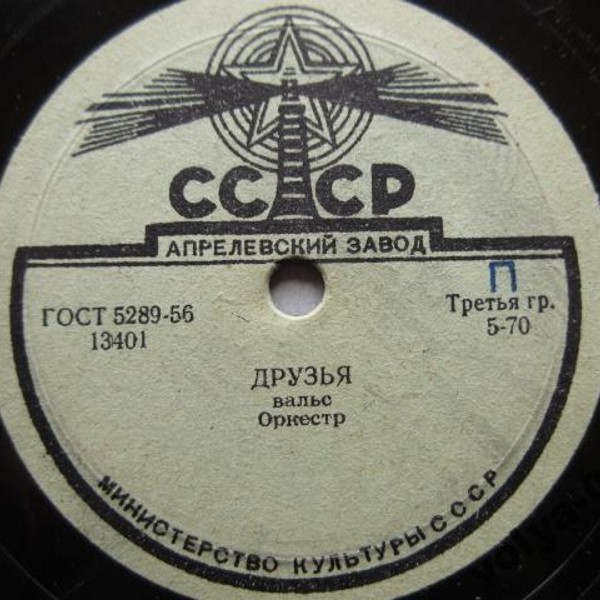 СССР
АПРЕЛЕВСКИЙ ЗАВОД
П
ГОСТ 5289-56
13401
Третья гр.
5-70
ДРУЗЬЯ
вальс
Оркестр
МИНИСТЕРСТВО КУЛЬТУРЫ СССР